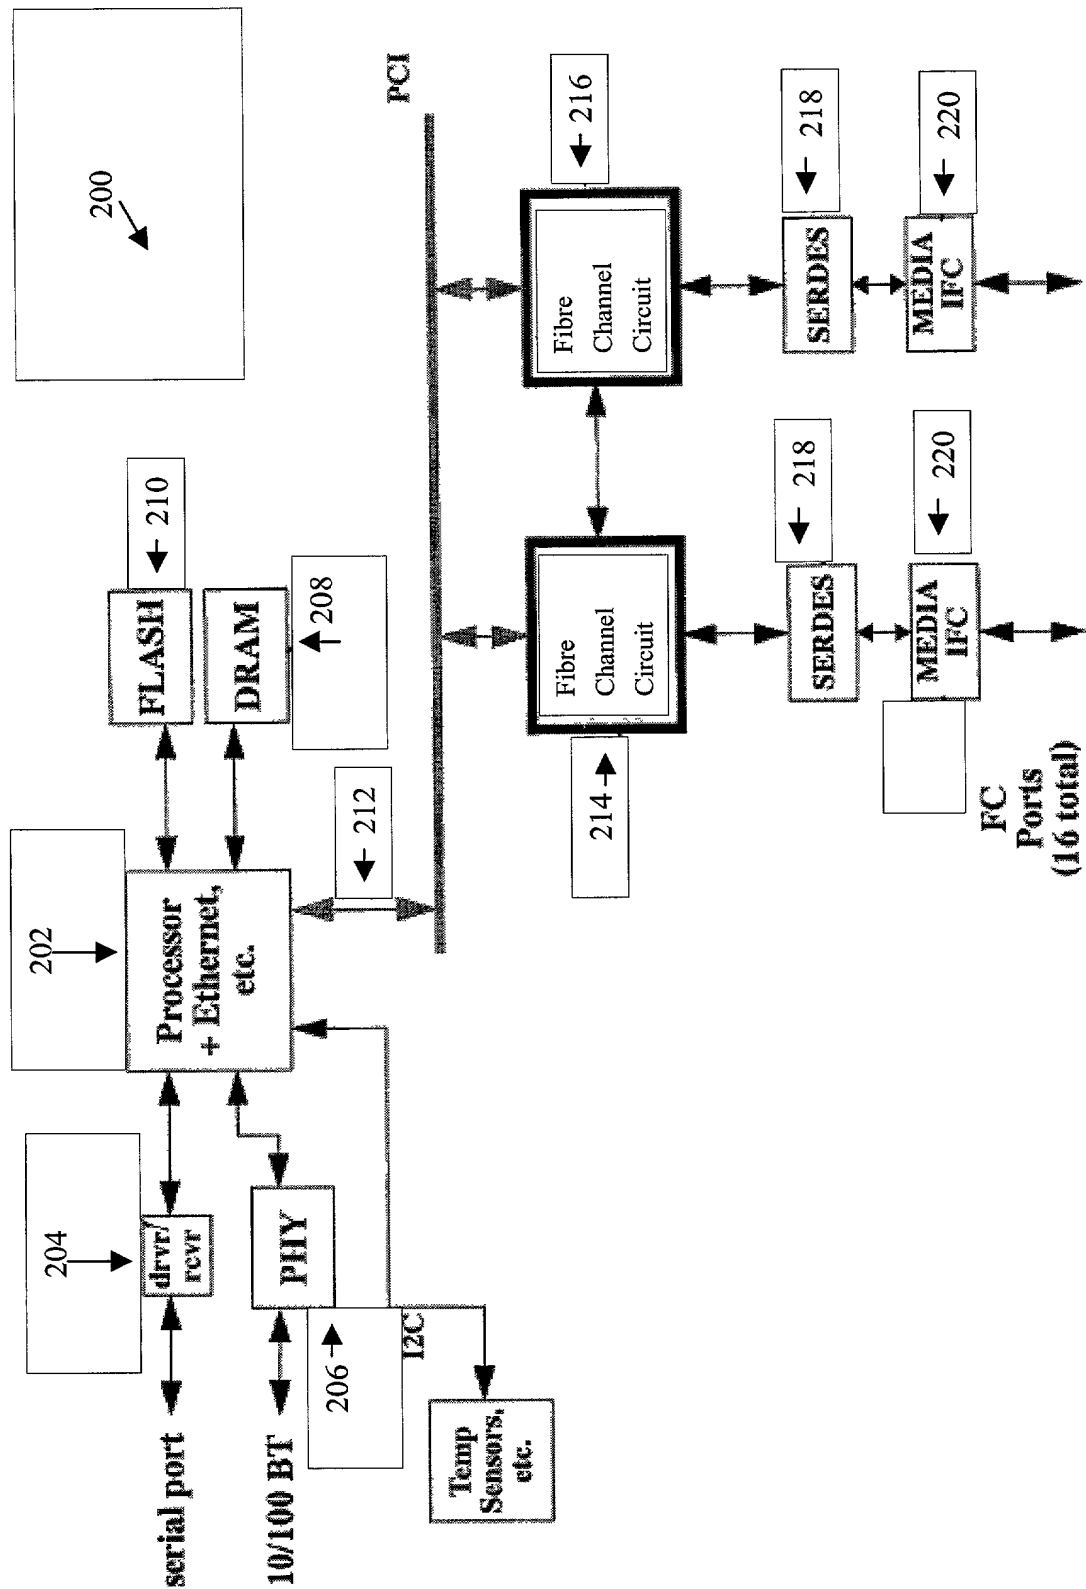 200
202
204
206
208
210
212
214
216
218
218
220
220
serial port
drvr/
rcvr
10/100 BT
PHY
I2C
Temp
Sensors,
etc.
Processor
+ Ethernet,
etc.
FLASH
DRAM
PCI
Fibre
Channel
Circuit
Fibre
Channel
Circuit
SERDES
SERDES
MEDIA
IFC
MEDIA
IFC
FC
Ports
(16 total)